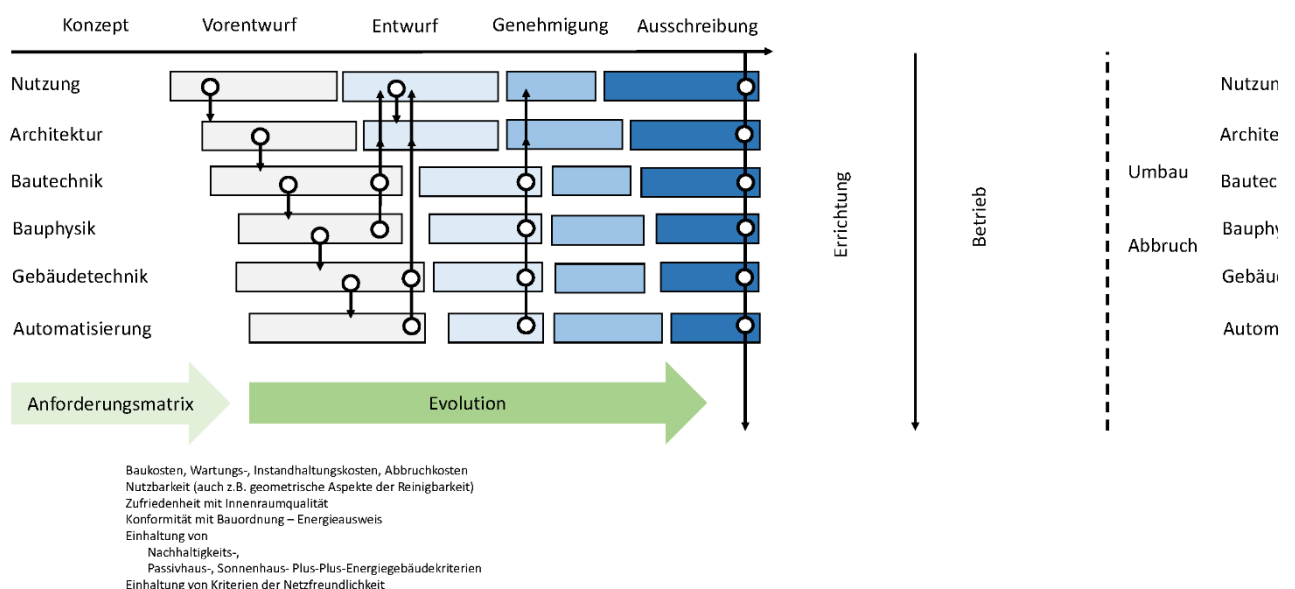 Konzept Vorentwurf Entwurf Genehmigung Ausschreibung
Nutzung
Architektur
Bautechnik
Bauphysik
Gebäudetechnik
Automatisierung
Errichtung
Betrieb
Umbau
Abbruch
Nutzun
Archite
Bautec
Bauphy
Gebäu
Autom
Anforderungsmatrix
Evolution
Baukosten, Wartungs-, Instandhaltungskosten, Abbruchkosten
Nutzbarkeit (auch z.B. geometrische Aspekte der Reinigbarkeit)
Zufriedenheit mit Innenraumqualität
Konformität mit Bauordnung – Energieausweis
Einhaltung von
Nachhaltigkeits-,
Passivhaus-, Sonnenhaus- Plus-Plus-Energiegebäudekriterien
Einhaltung von Kriterien der Netzfreundlichkeit